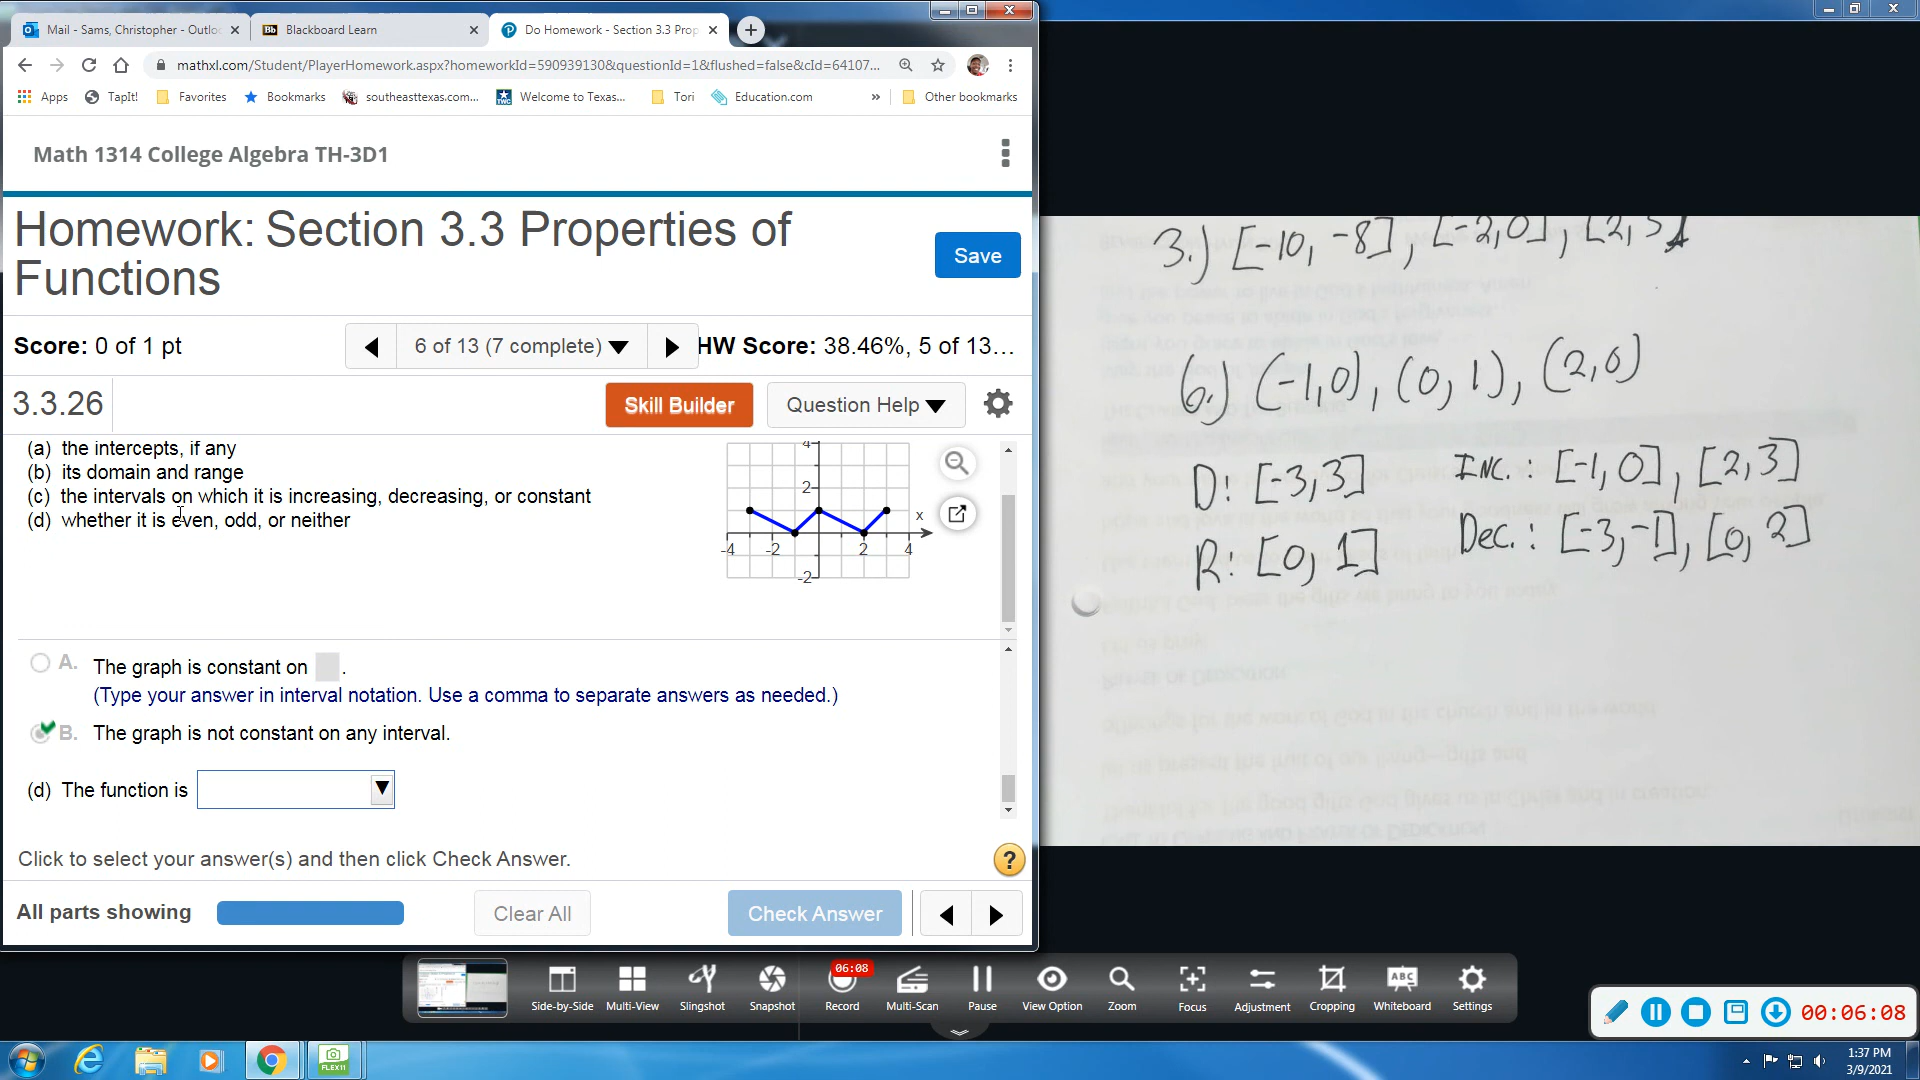 Mail - Sams, Christopher - Outlo
Blackboard Learn
Do Homework - Section 3.3 Prop
mathxl.com/Student/PlayerHomework.aspx?homeworkId=590939130&questionId=1&flushed=false&cId=64107...
Apps TapIt! Favorites Bookmarks southeasttexas.com... Welcome to Texas... Tori Education.com » Other bookmarks
Math 1314 College Algebra TH-3D1
Homework: Section 3.3 Properties of
Functions
Save
Score: 0 of 1 pt
6 of 13 (7 complete)
HW Score: 38.46%, 5 of 13...
3.3.26
Skill Builder
Question Help
(a) the intercepts, if any
(b) its domain and range
(c) the intervals on which it is increasing, decreasing, or constant
(d) whether it is even, odd, or neither
4
2
x
-4 -2 2 4
-2
A. The graph is constant on .
(Type your answer in interval notation. Use a comma to separate answers as needed.)
B. The graph is not constant on any interval.
(d) The function is
Click to select your answer(s) and then click Check Answer.
?
All parts showing
Clear All
Check Answer
3.) [-10, -8], [-2,0], [2,5]
6.) (-1,0), (0,1), (2,0)
D: [-3,3]
R: [0, 1]
INC.: [-1,0], [2,3]
Dec.: [-3,-1], [0,2]
06:08
ABC
Side-by-Side Multi-View Slingshot Snapshot Record Multi-Scan Pause View Option Zoom Focus Adjustment Cropping Whiteboard Settings
00:06:08
FLEX11
1:37 PM
3/9/2021